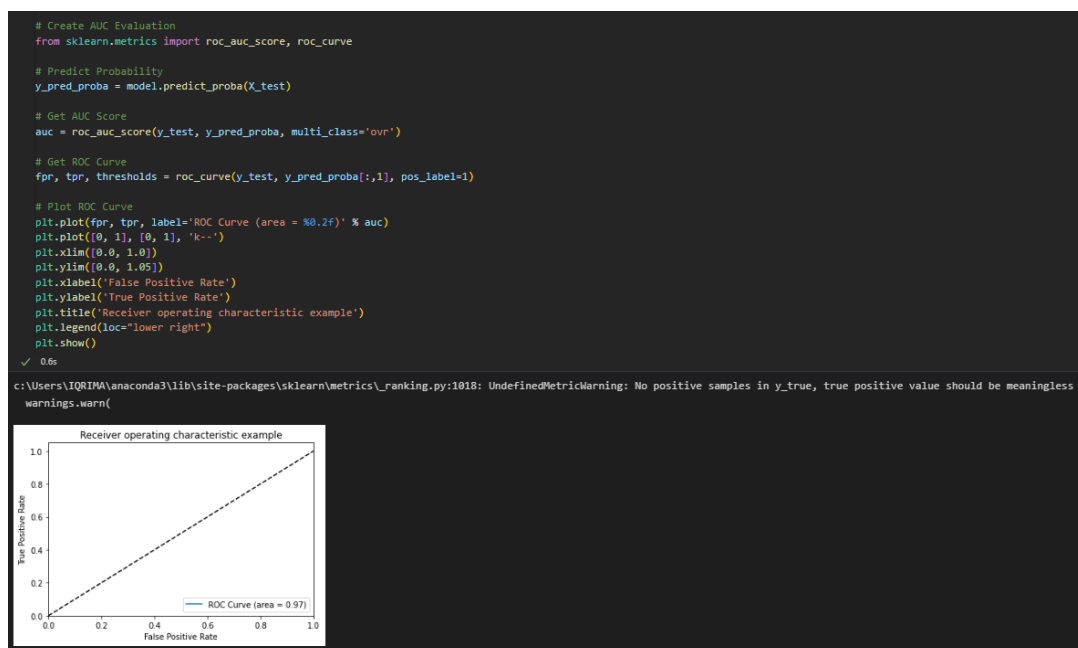 # Create AUC Evaluation
from sklearn.metrics import roc_auc_score, roc_curve
# Predict Probability
y_pred_proba = model.predict_proba(X_test)
# Get AUC Score
auc = roc_auc_score(y_test, y_pred_proba, multi_class='ovr')
# Get ROC Curve
fpr, tpr, thresholds = roc_curve(y_test, y_pred_proba[:,1], pos_label=1)
# Plot ROC Curve
plt.plot(fpr, tpr, label='ROC Curve (area = %0.2f)' % auc)
plt.plot([0, 1], [0, 1], 'k--')
plt.xlim([0.0, 1.0])
plt.ylim([0.0, 1.05])
plt.xlabel('False Positive Rate')
plt.ylabel('True Positive Rate')
plt.title('Receiver operating characteristic example')
plt.legend(loc="lower right")
plt.show()
✓ 0.6s
c:\Users\IQRIMA\anaconda3\lib\site-packages\sklearn\metrics\_ranking.py:1018: UndefinedMetricWarning: No positive samples in y_true, true positive value should be meaningless
warnings.warn(
Receiver operating characteristic example
1.0
0.8
0.6
0.4
0.2
0.0
True Positive Rate
ROC Curve (area = 0.97)
0.0 0.2 0.4 0.6 0.8 1.0
False Positive Rate